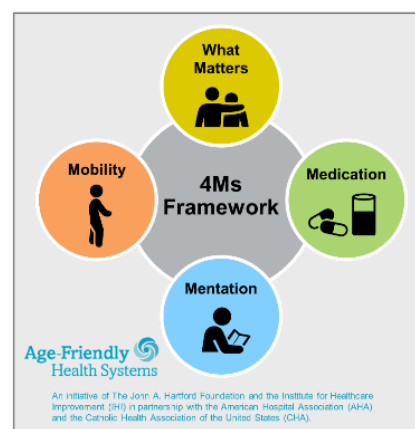 What
Matters
Mobility
4Ms
Framework
Medication
Mentation
Age-Friendly
Health Systems
An initiative of The John A. Hartford Foundation and the Institute for Healthcare
Improvement (IHI) in partnership with the American Hospital Association (AHA)
and the Catholic Health Association of the United States (CHA).